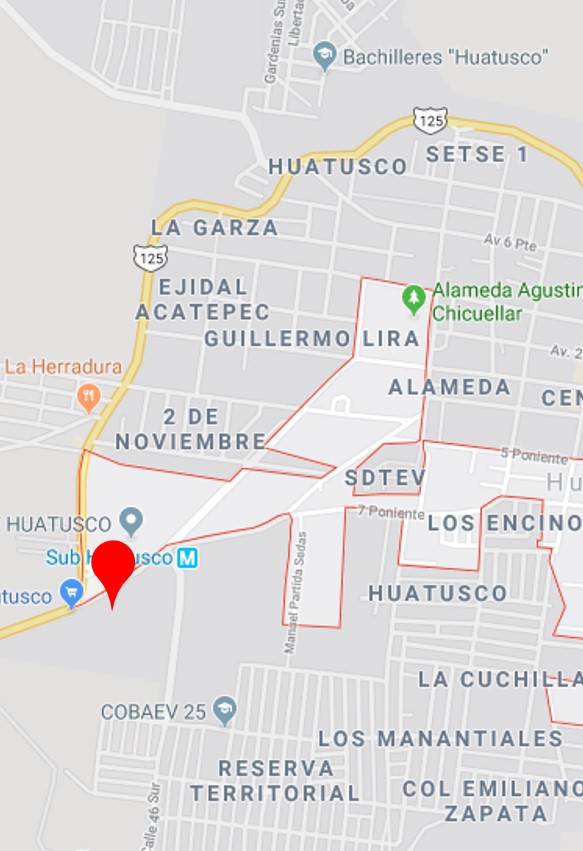 Gardenias Sur
Libertad
Bachilleres "Huatusco"
125
SETSE 1
HUATUSCO
LA GARZA
Av 6 Pte
125
EJIDAL
ACATEPEC
Alameda Agustin
Chicuellar
GUILLERMO LIRA
Av. 2
La Herradura
ALAMEDA
CEN
2 DE
NOVIEMBRE
5 Poniente
SDTEV
Hu
7 Poniente
HUATUSCO
LOS ENCINO
Sub Huatusco M
Manuel Partida Sedas
tusco
HUATUSCO
LA CUCHILLA
COBAEV 25
LOS MANANTIALES
RESERVA
TERRITORIAL
COL EMILIANO
ZAPATA
Calle 46 Sur